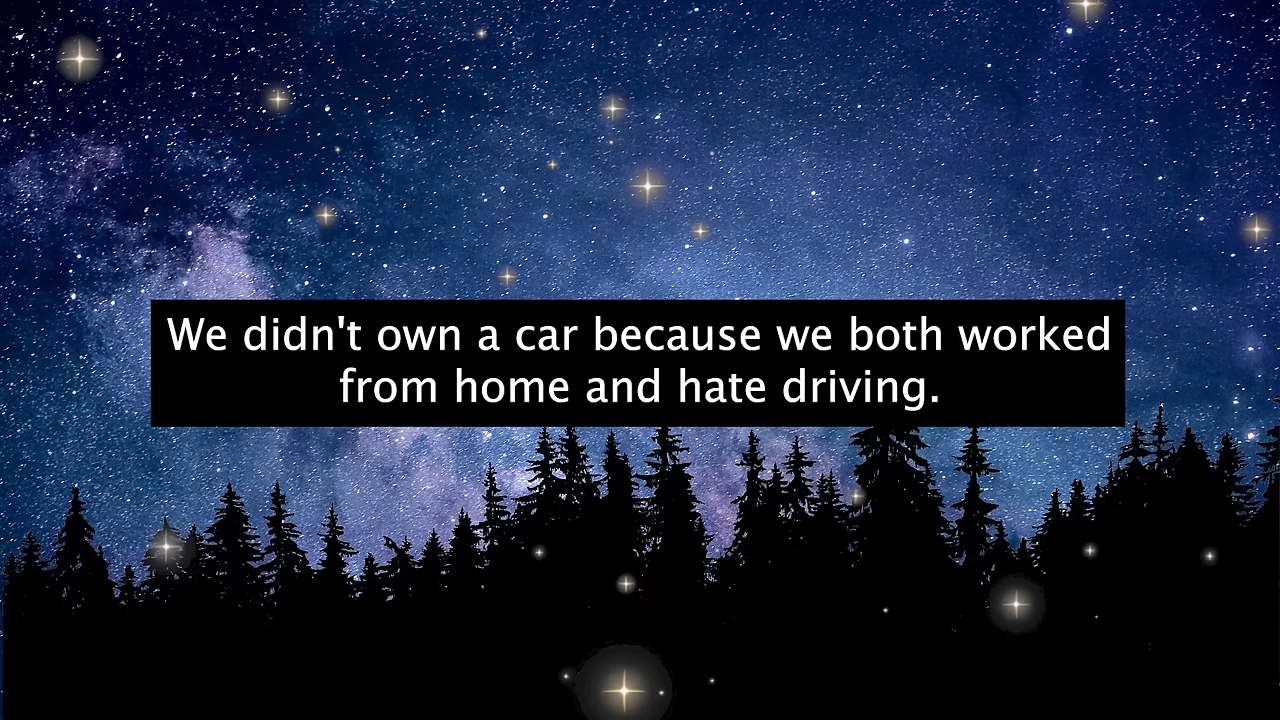 We didn't own a car because we both worked
from home and hate driving.